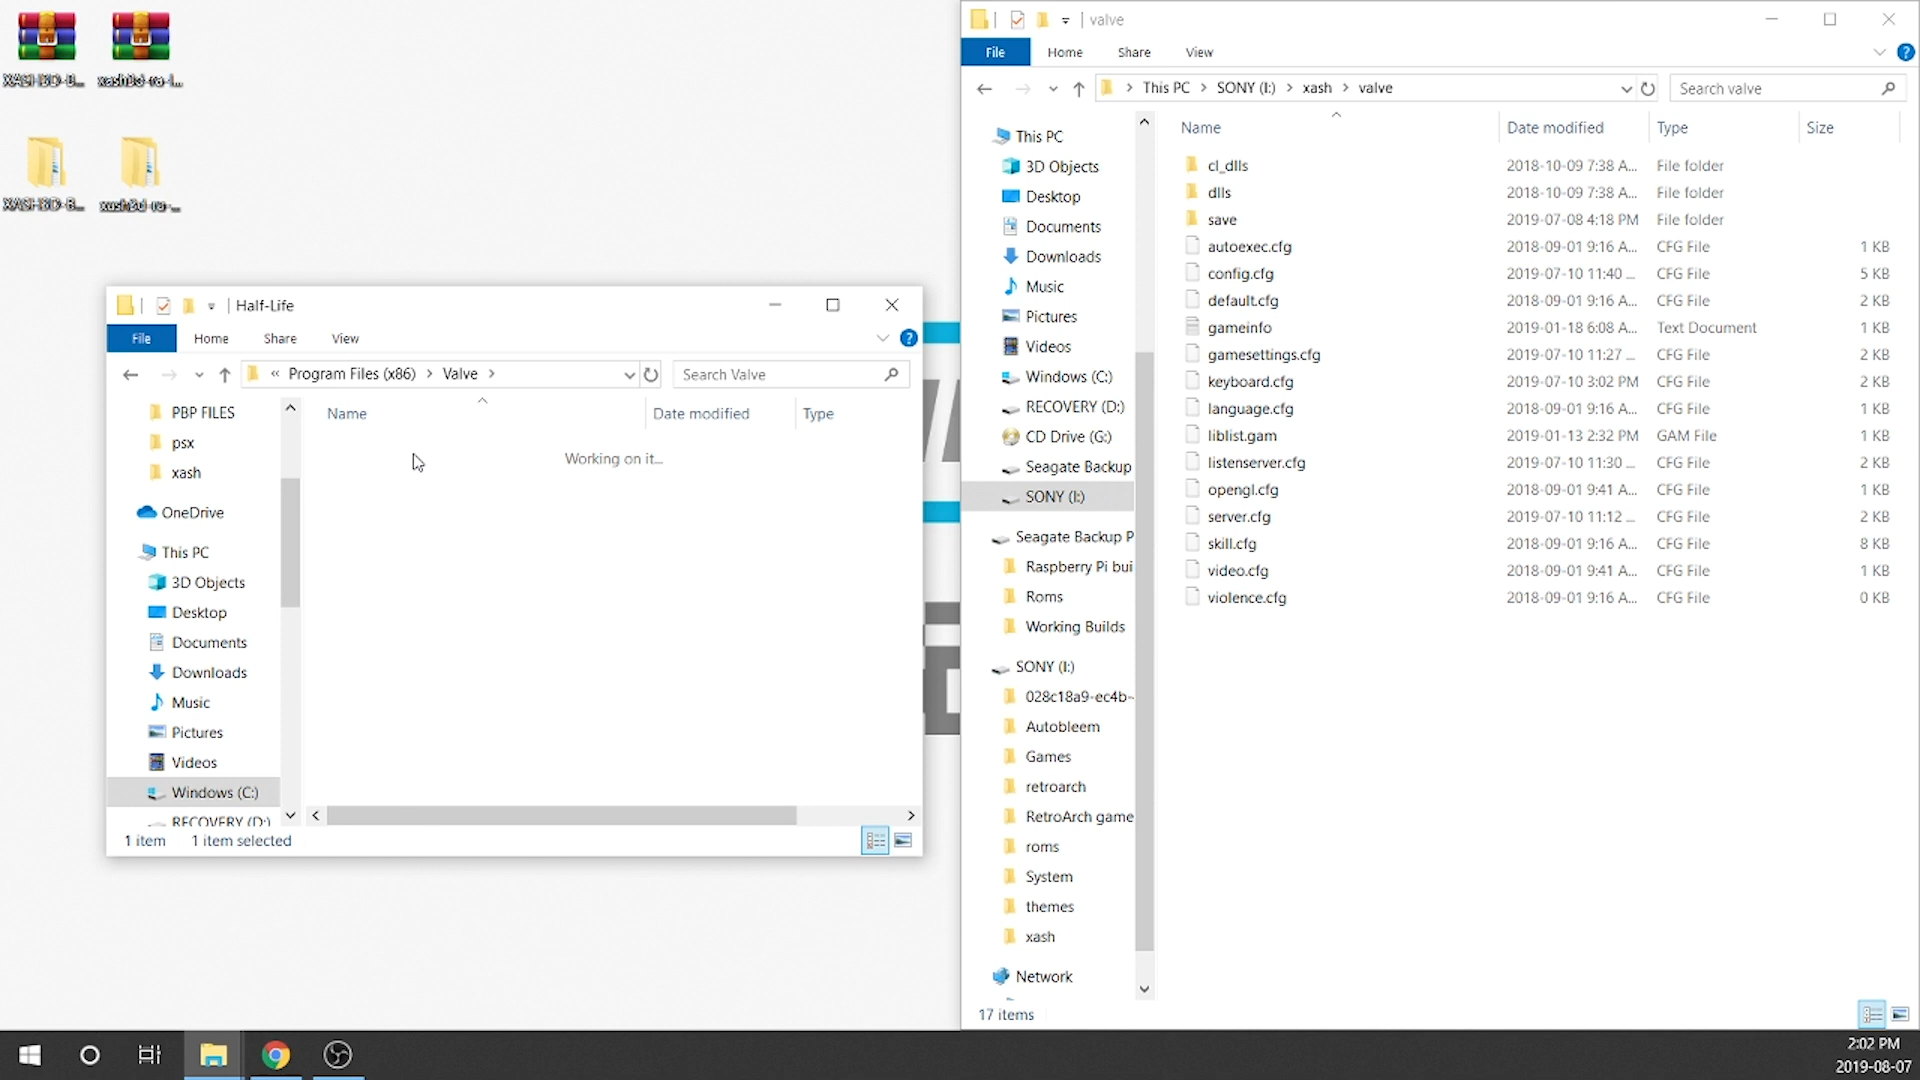 XASH3D-B...
xash3d-ra-l...
XASH3D-B...
xash3d-ra-...
Half-Life
File
Home
Share
View
« Program Files (x86) > Valve >
Search Valve
Name
Date modified
Type
Working on it...
PBP FILES
psx
xash
OneDrive
This PC
3D Objects
Desktop
Documents
Downloads
Music
Pictures
Videos
Windows (C:)
RECOVERY (D:)
1 item 1 item selected
valve
File
Home
Share
View
> This PC > SONY (I:) > xash > valve
Search valve
This PC
3D Objects
Desktop
Documents
Downloads
Music
Pictures
Videos
Windows (C:)
RECOVERY (D:)
CD Drive (G:)
Seagate Backup
SONY (I:)
Seagate Backup P
Raspberry Pi bui
Roms
Working Builds
SONY (I:)
028c18a9-ec4b-
Autobleem
Games
retroarch
RetroArch game
roms
System
themes
xash
Network
Name Date modified Type Size
cl_dlls 2018-10-09 7:38 A... File folder
dlls 2018-10-09 7:38 A... File folder
save 2019-07-08 4:18 PM File folder
autoexec.cfg 2018-09-01 9:16 A... CFG File 1 KB
config.cfg 2019-07-10 11:40 ... CFG File 5 KB
default.cfg 2018-09-01 9:16 A... CFG File 2 KB
gameinfo 2019-01-18 6:08 A... Text Document 1 KB
gamesettings.cfg 2019-07-10 11:27 ... CFG File 2 KB
keyboard.cfg 2019-07-10 3:02 PM CFG File 2 KB
language.cfg 2018-09-01 9:16 A... CFG File 1 KB
liblist.gam 2019-01-13 2:32 PM GAM File 1 KB
listenserver.cfg 2019-07-10 11:30 ... CFG File 2 KB
opengl.cfg 2018-09-01 9:41 A... CFG File 1 KB
server.cfg 2019-07-10 11:12 ... CFG File 2 KB
skill.cfg 2018-09-01 9:16 A... CFG File 8 KB
video.cfg 2018-09-01 9:41 A... CFG File 1 KB
violence.cfg 2018-09-01 9:16 A... CFG File 0 KB
17 items
2:02 PM
2019-08-07